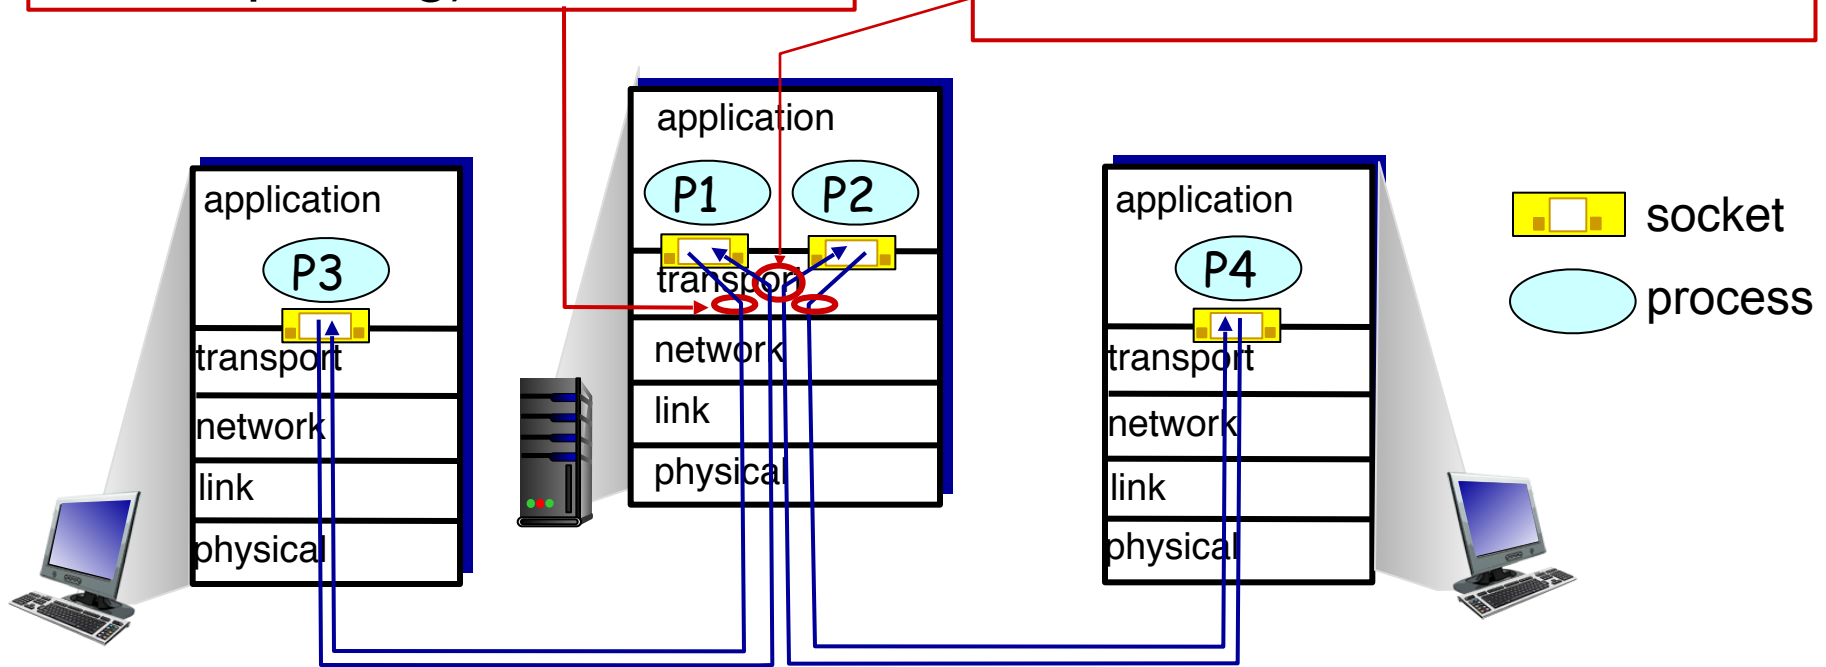 application
P1
P2
transport
network
link
physical
application
P3
transport
network
link
physical
application
P4
transport
network
link
physical
socket
process